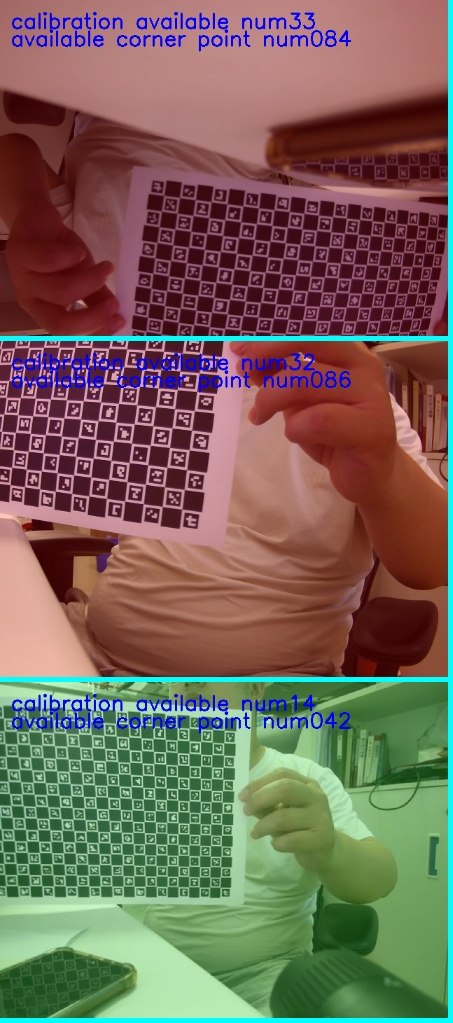 calibration available num33
available corner point num084
calibration available num32
available corner point num086
calibration available num14
available corner point num042